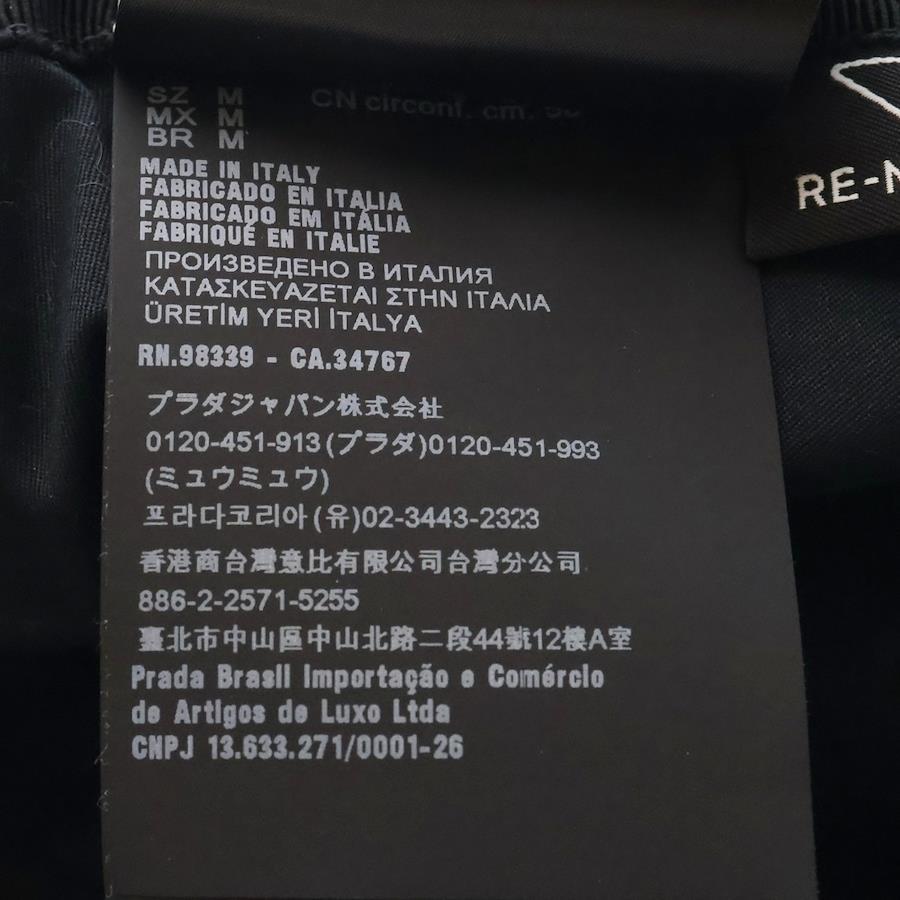 SZ M
CN circonf. cm.
MX M
BR M
MADE IN ITALY
FABRICADO EN ITALIA
FABRICADO EM ITÁLIA
FABRIQUÉ EN ITALIE
ПРОИЗВЕДЕНО В ИТАЛИЯ
ΚΑΤΑΣΚΕΥΑΖΕΤΑΙ ΣΤΗΝ ΙΤΑΛΙΑ
ÜRETİM YERİ İTALYA
RN.98339 - CA.34767
プラダジャパン株式会社
0120-451-913(プラダ)0120-451-993
(ミュウミュウ)
프라다코리아(유)02-3443-2323
香港商台灣意比有限公司台灣分公司
886-2-2571-5255
臺北市中山區中山北路二段44號12樓A室
Prada Brasil Importação e Comércio
de Artigos de Luxo Ltda
CNPJ 13.633.271/0001-26
RE-N